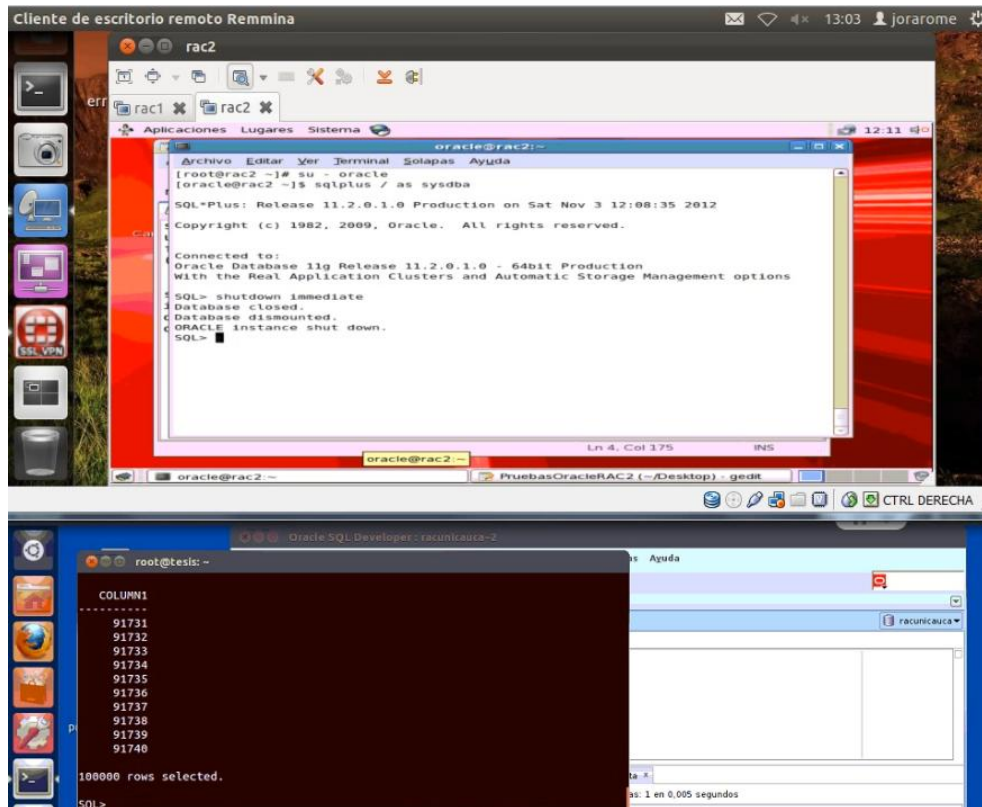 Cliente de escritorio remoto Remmina
13:03 jorarome
rac2
err
rac1 rac2
Aplicaciones Lugares Sistema 12:11
oracle@rac2:~
Archivo Editar Ver Terminal Solapas Ayuda
[root@rac2 ~]# su - oracle
[oracle@rac2 ~]$ sqlplus / as sysdba
SQL*Plus: Release 11.2.0.1.0 Production on Sat Nov 3 12:08:35 2012
Copyright (c) 1982, 2009, Oracle. All rights reserved.
Connected to:
Oracle Database 11g Release 11.2.0.1.0 - 64bit Production
With the Real Application Clusters and Automatic Storage Management options
SQL> shutdown immediate
Database closed.
Database dismounted.
ORACLE instance shut down.
SQL>
SSL VPN
Ln 4, Col 175 INS
oracle@rac2:~
oracle@rac2:~ PruebasOracleRAC2 (~/Desktop) - gedit
CTRL DERECHA
Oracle SQL Developer : racunicauca~2
root@tesis: ~
as Ayuda
COLUMN1
----------
91731
91732
91733
91734
91735
91736
91737
91738
91739
91740
racunicauca
100000 rows selected.
SQL>
ta
as: 1 en 0,005 segundos